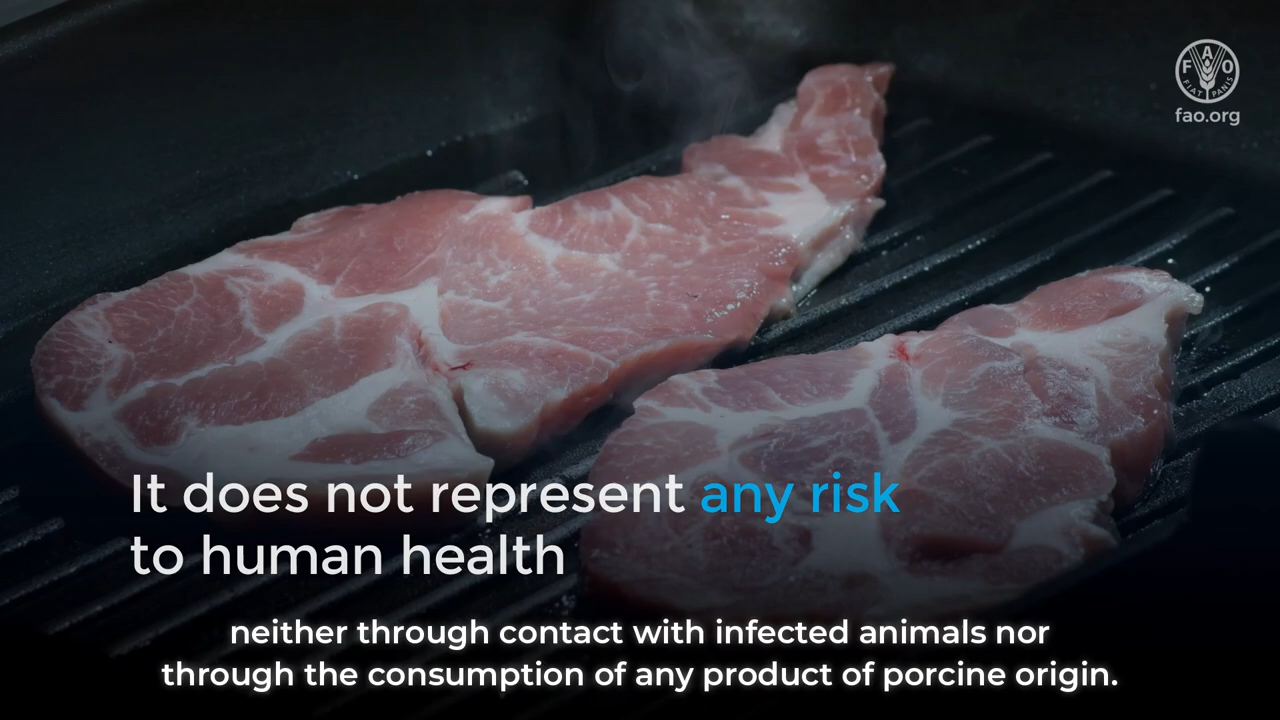 FAO
FIAT PANIS
fao.org
It does not represent any risk
to human health
neither through contact with infected animals nor
through the consumption of any product of porcine origin.